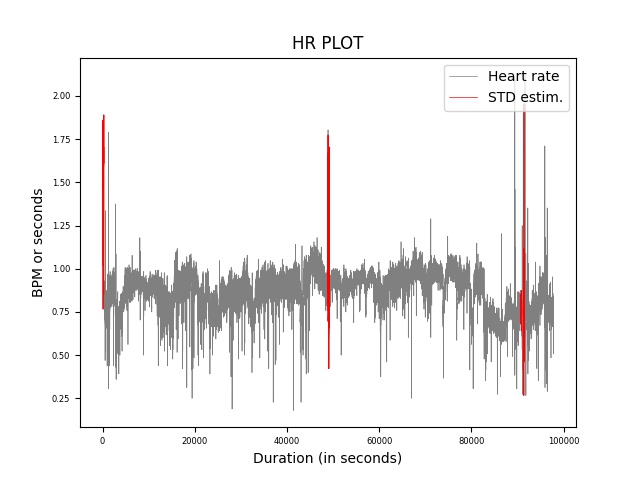 HR PLOT
Heart rate
STD estim.
BPM or seconds
2.00
1.75
1.50
1.25
1.00
0.75
0.50
0.25
0 20000 40000 60000 80000 100000
Duration (in seconds)